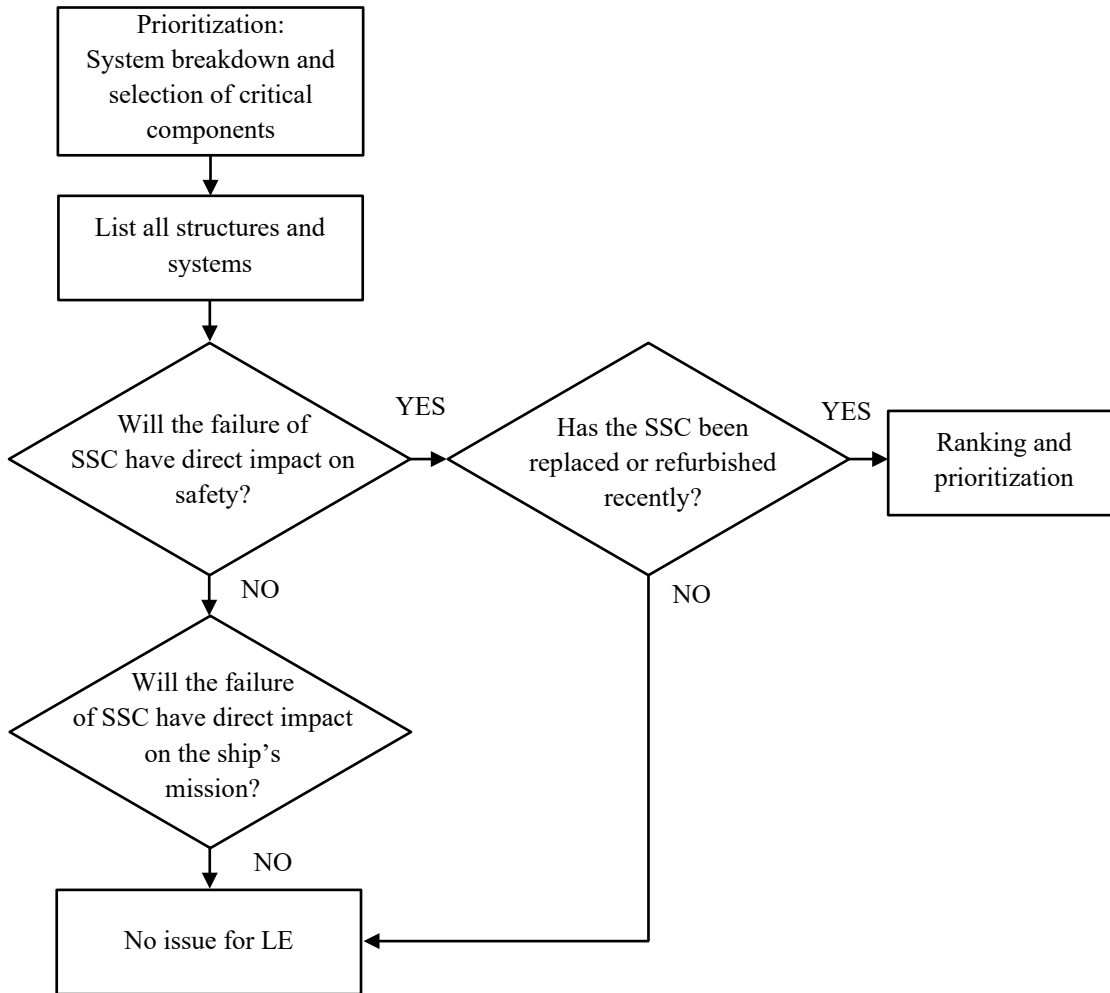 Prioritization:
System breakdown and
selection of critical
components
List all structures and
systems
Will the failure of
SSC have direct impact on
safety?
YES
Has the SSC been
replaced or refurbished
recently?
YES
Ranking and
prioritization
NO
NO
Will the failure
of SSC have direct impact
on the ship’s
mission?
NO
No issue for LE